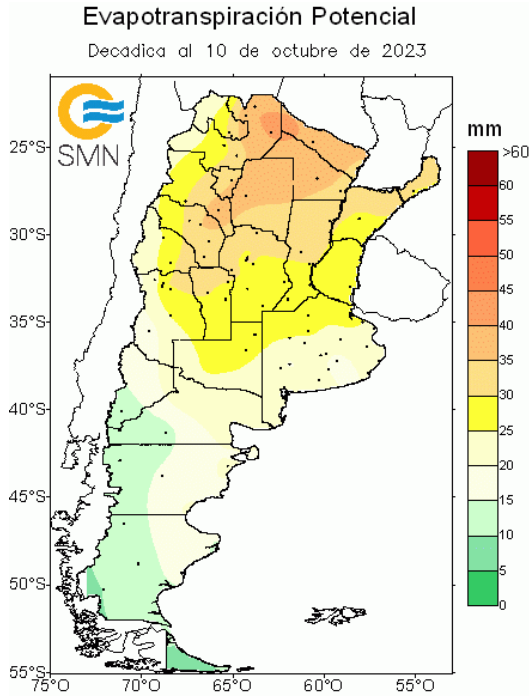 Evapotranspiración Potencial
Decadica al 10 de octubre de 2023
SMN
mm
>60
60
55
50
45
40
35
30
25
20
15
10
5
0
25°S
30°S
35°S
40°S
45°S
50°S
55°S
75°O
70°O
65°O
60°O
55°O